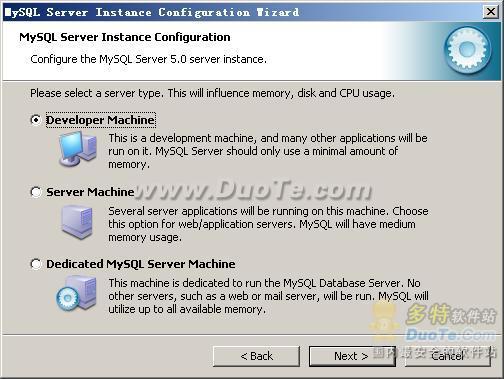 MySQL Server Instance Configuration Wizard
MySQL Server Instance Configuration
Configure the MySQL Server 5.0 server instance.
Please select a server type. This will influence memory, disk and CPU usage.
Developer Machine
This is a development machine, and many other applications will be
run on it. MySQL Server should only use a minimal amount of
memory.
www.DuoTe.com
Server Machine
Several server applications will be running on this machine. Choose
this option for web/application servers. MySQL will have medium
memory usage.
Dedicated MySQL Server Machine
This machine is dedicated to run the MySQL Database Server. No
other servers, such as a web or mail server, will be run. MySQL will
utilize up to all available memory.
多特软件站
DuoTe.com
国内最安全的软件站
< Back
Next >
Cancel